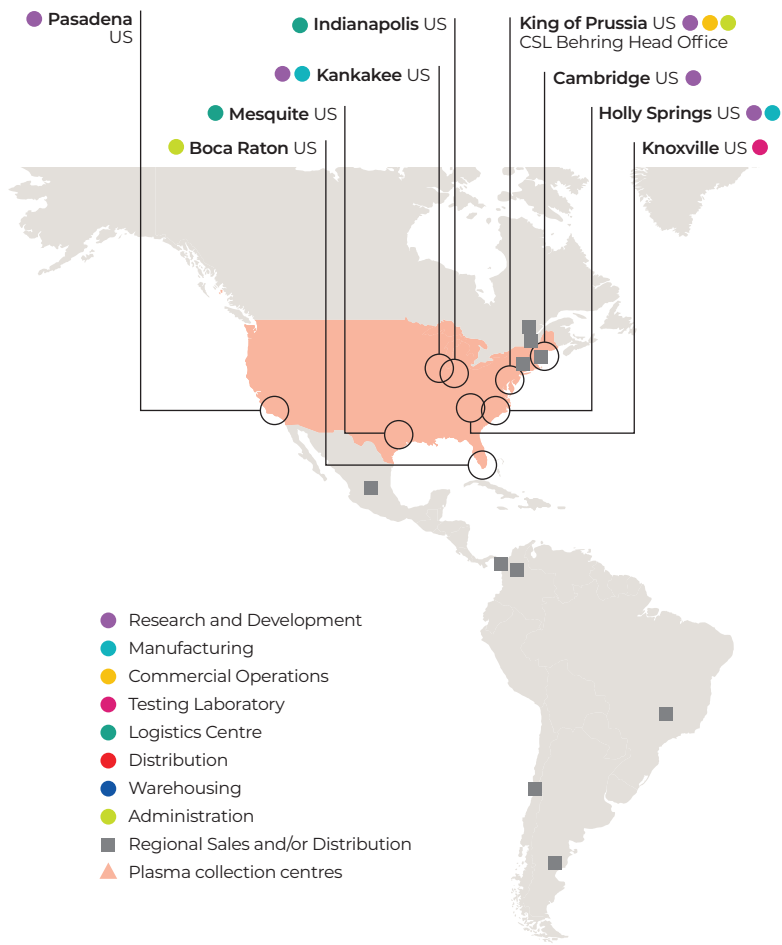 Pasadena
US
Indianapolis US
King of Prussia US
CSL Behring Head Office
Kankakee US
Cambridge US
Mesquite US
Holly Springs US
Boca Raton US
Knoxville US
Research and Development
Manufacturing
Commercial Operations
Testing Laboratory
Logistics Centre
Distribution
Warehousing
Administration
Regional Sales and/or Distribution
Plasma collection centres